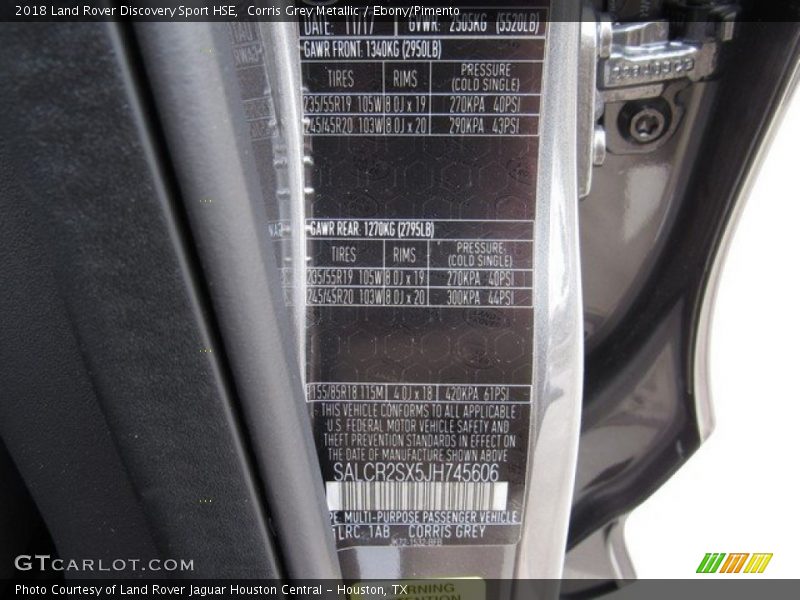 2018 Land Rover Discovery Sport HSE, Corris Grey Metallic / Ebony/Pimento
DATE: 11/17 GVWR: 2505KG (5520LB)
GAWR FRONT: 1340KG (2950LB)
TIRES RIMS PRESSURE (COLD SINGLE)
235/55R19 105W 8.0J x 19 270KPA 40PSI
245/45R20 103W 8.0J x 20 290KPA 43PSI
GAWR REAR: 1270KG (2795LB)
TIRES RIMS PRESSURE (COLD SINGLE)
235/55R19 105W 8.0J x 19 270KPA 40PSI
245/45R20 103W 8.0J x 20 300KPA 44PSI
T155/85R18 115M 4.0J x 18 420KPA 61PSI
THIS VEHICLE CONFORMS TO ALL APPLICABLE
U.S. FEDERAL MOTOR VEHICLE SAFETY AND
THEFT PREVENTION STANDARDS IN EFFECT ON
THE DATE OF MANUFACTURE SHOWN ABOVE
SALCR2SX5JH745606
TYPE: MULTI-PURPOSE PASSENGER VEHICLE
1LRC 1AB CORRIS GREY
GTCARLOT.COM
Photo Courtesy of Land Rover Jaguar Houston Central - Houston, TX